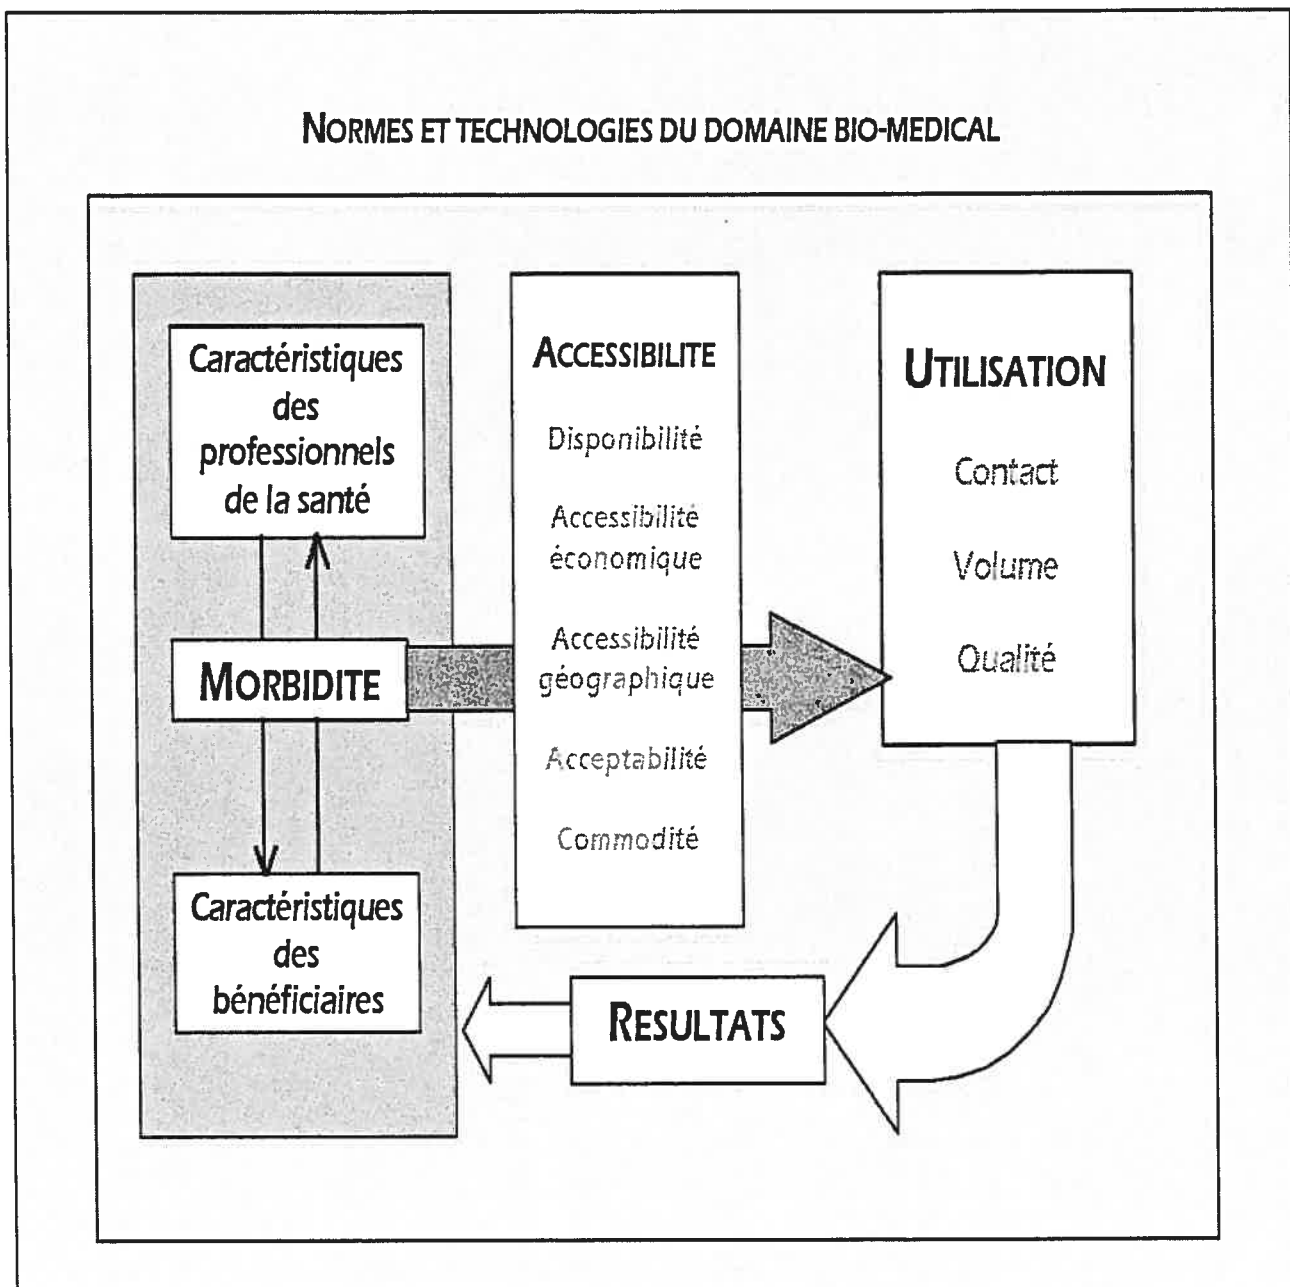 NORMES ET TECHNOLOGIES DU DOMAINE BIO-MEDICAL
Caractéristiques
des
professionnels
de la santé
MORBIDITE
Caractéristiques
des
bénéficiaires
ACCESSIBILITE
Disponibilité
Accessibilité
économique
Accessibilité
géographique
Acceptabilité
Commodité
UTILISATION
Contact
Volume
Qualité
RESULTATS